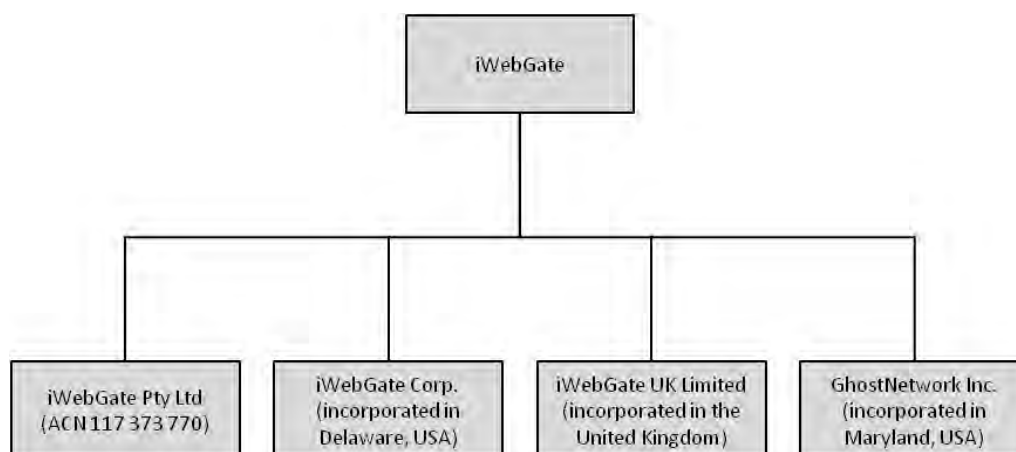 iWebGate
iWebGate Pty Ltd
(ACN 117 373 770)
iWebGate Corp.
(incorporated in
Delaware, USA)
iWebGate UK Limited
(incorporated in the
United Kingdom)
GhostNetwork Inc.
(incorporated in
Maryland, USA)